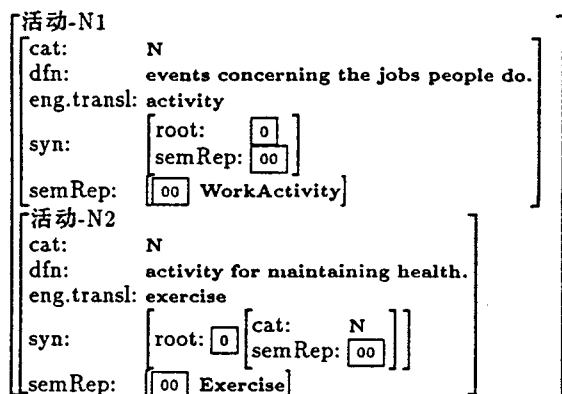 活动-N1
cat: N
dfn: events concerning the jobs people do.
eng.transl: activity
root: 0
syn:
semRep: 00
semRep: 00 WorkActivity
活动-N2
cat: N
dfn: activity for maintaining health.
eng.transl: exercise
cat: N
syn: root: 0
semRep: 00
semRep: 00 Exercise